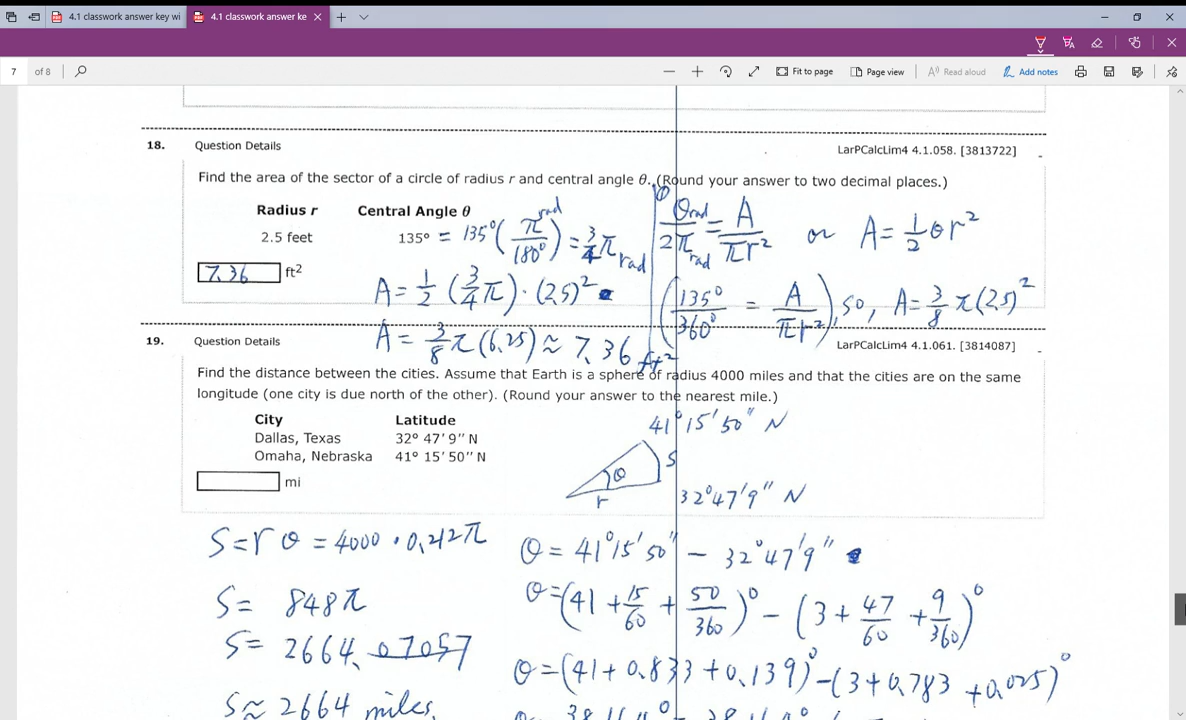 4.1 classwork answer key wi
4.1 classwork answer ke
7 of 8
Fit to page
Page view
Read aloud
Add notes
18. Question Details
LarPCalcLim4 4.1.058. [3813722]
Find the area of the sector of a circle of radius r and central angle θ. (Round your answer to two decimal places.)
Radius r Central Angle θ
2.5 feet 135° = 135° (π rad / 180°) = 3/4 π rad
7.36 ft²
A = 1/2 (3/4 π) · (2.5)²
A = 3/8 π (6.25) ≈ 7.36 ft²
① θ rad / 2π rad = A / πr² or A = 1/2 θr²
(135° / 360° = A / πr²), so, A = 3/8 π (2.5)²
19. Question Details
LarPCalcLim4 4.1.061. [3814087]
Find the distance between the cities. Assume that Earth is a sphere of radius 4000 miles and that the cities are on the same
longitude (one city is due north of the other). (Round your answer to the nearest mile.)
City Latitude
Dallas, Texas 32° 47' 9" N
Omaha, Nebraska 41° 15' 50" N
mi
41° 15' 50" N
θ
S
r
32° 47' 9" N
S = r θ = 4000 · 0.212π
S = 848π
S = 2664.07057
S ≈ 2664 miles.
θ = 41° 15' 50" - 32° 47' 9"
θ = (41 + 15/60 + 50/360)° - (3 + 47/60 + 9/360)°
θ = (41 + 0.833 + 0.139)° - (3 + 0.783 + 0.025)°